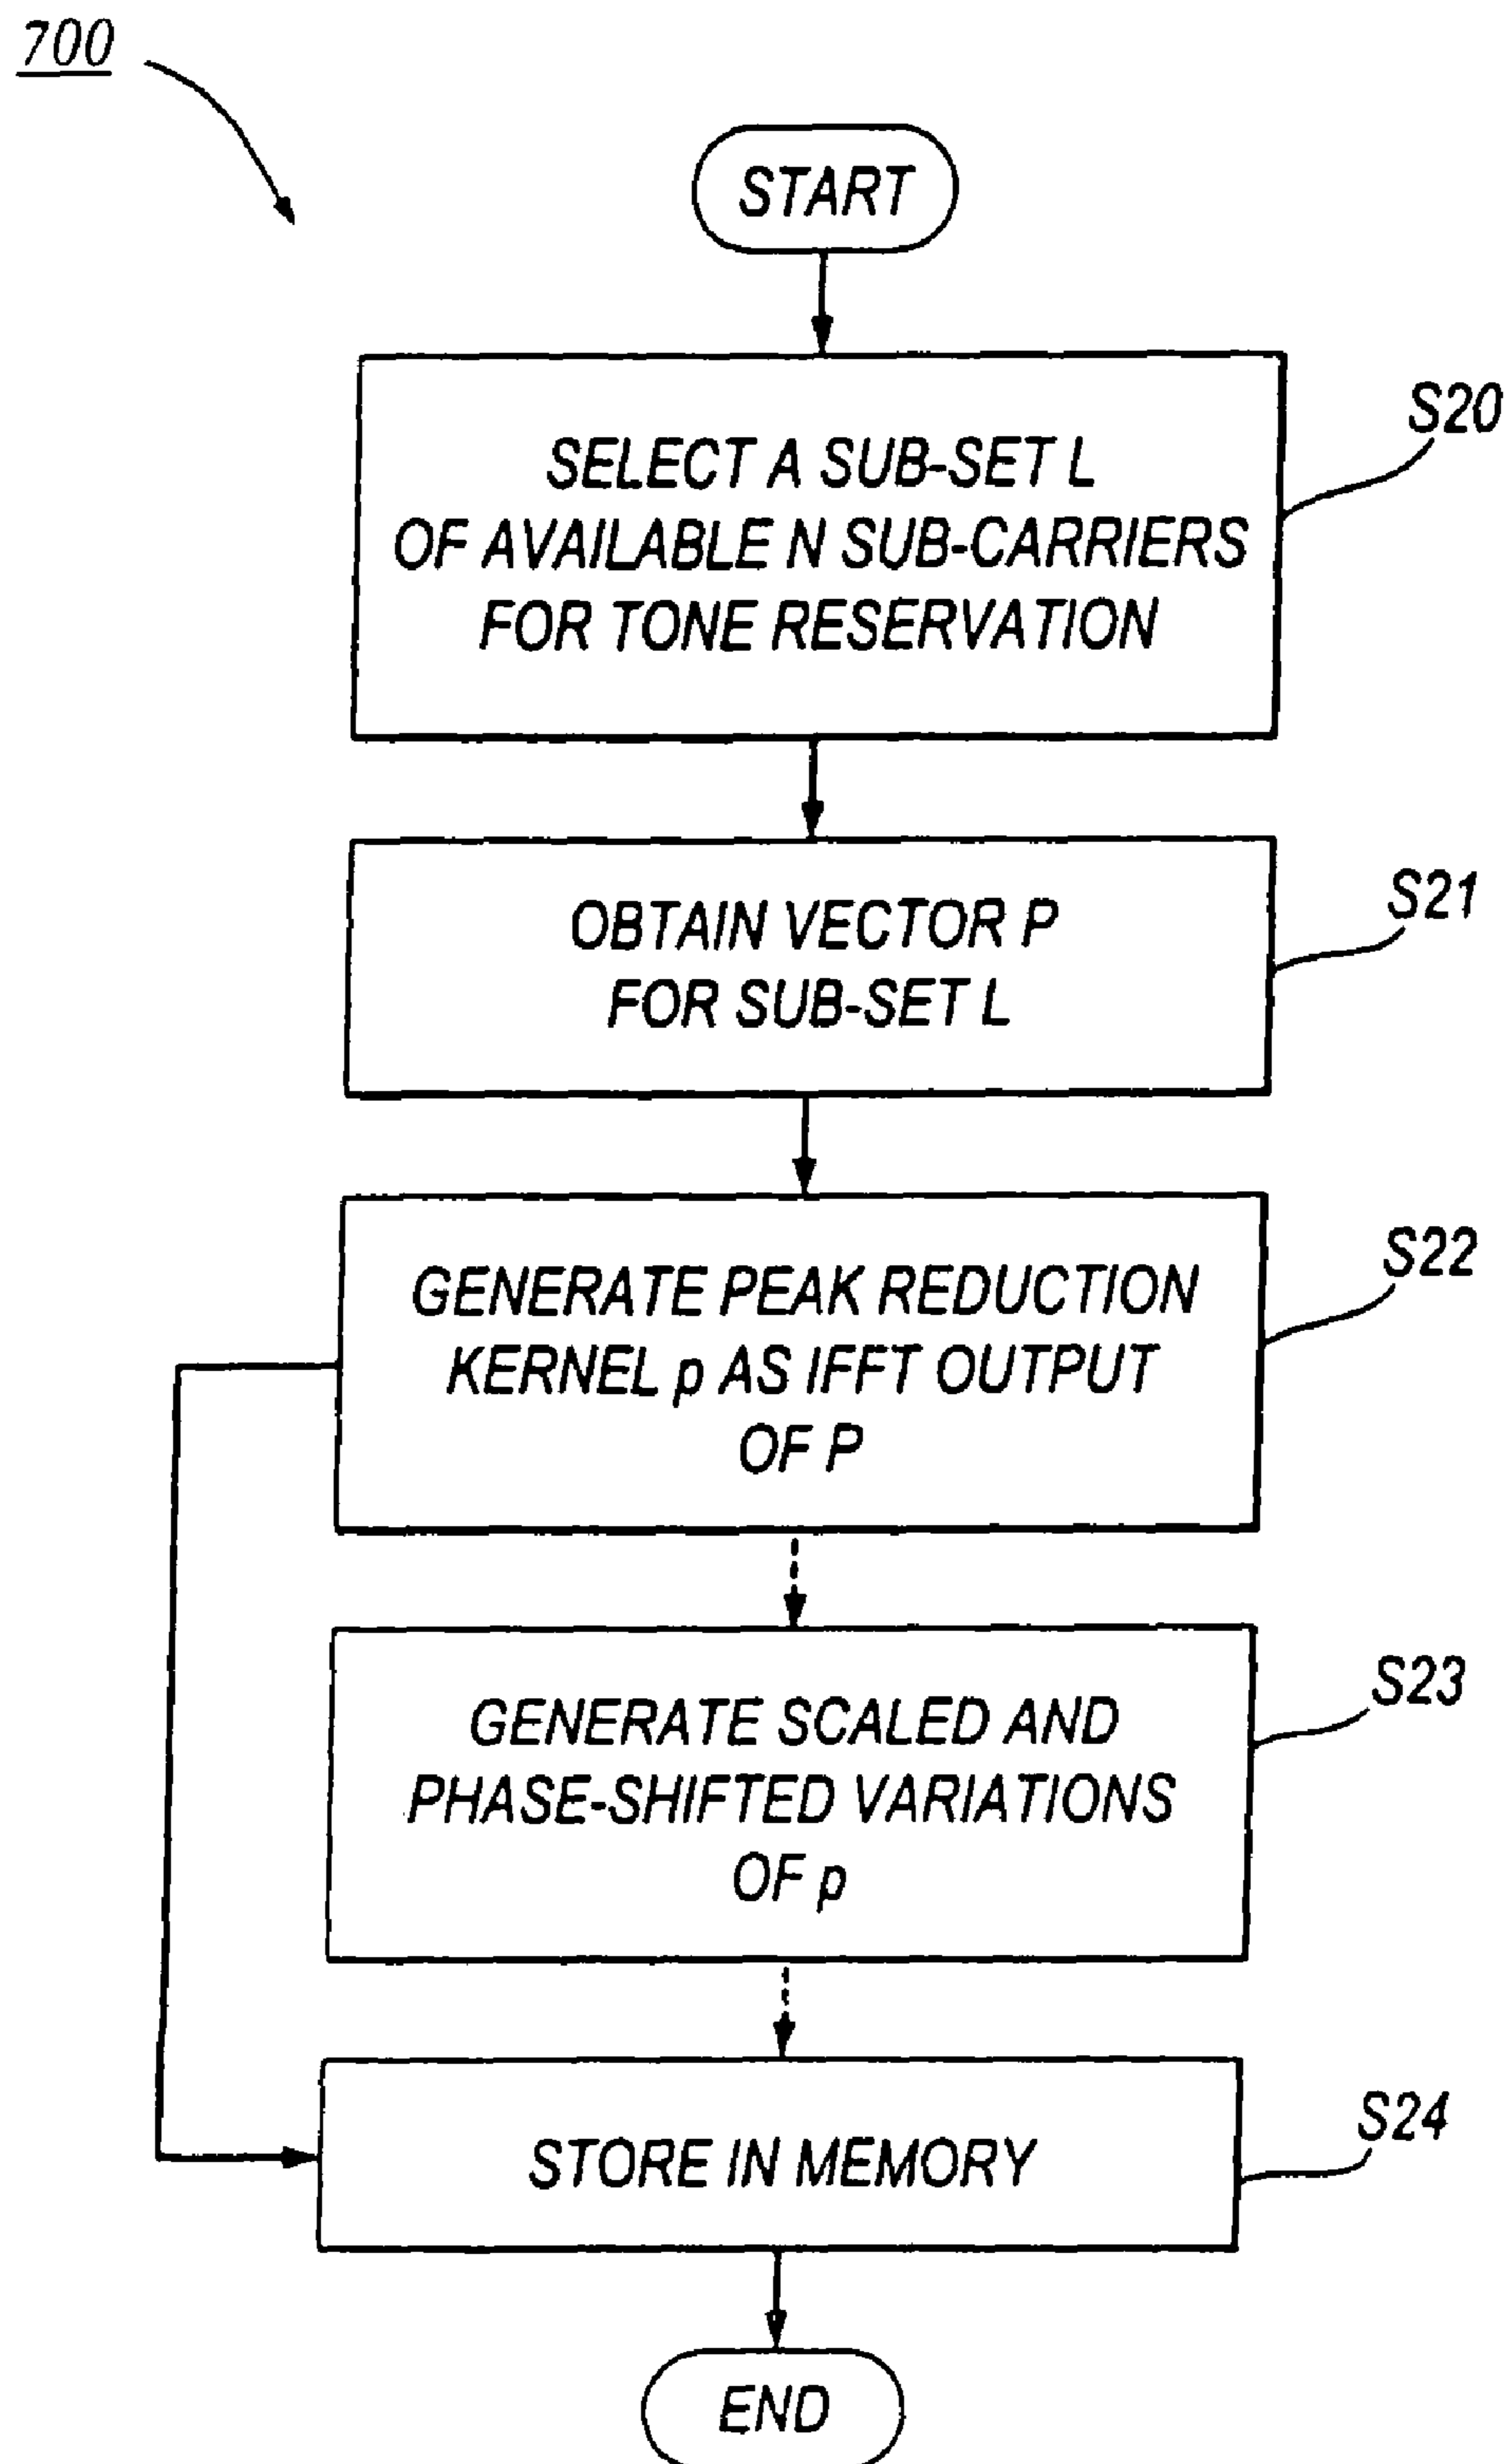 700
START
SELECT A SUB-SET L
OF AVAILABLE N SUB-CARRIERS
FOR TONE RESERVATION
S20
OBTAIN VECTOR P
FOR SUB-SET L
S21
GENERATE PEAK REDUCTION
KERNEL p AS IFFT OUTPUT
OF P
S22
GENERATE SCALED AND
PHASE-SHIFTED VARIATIONS
OF p
S23
STORE IN MEMORY
S24
END